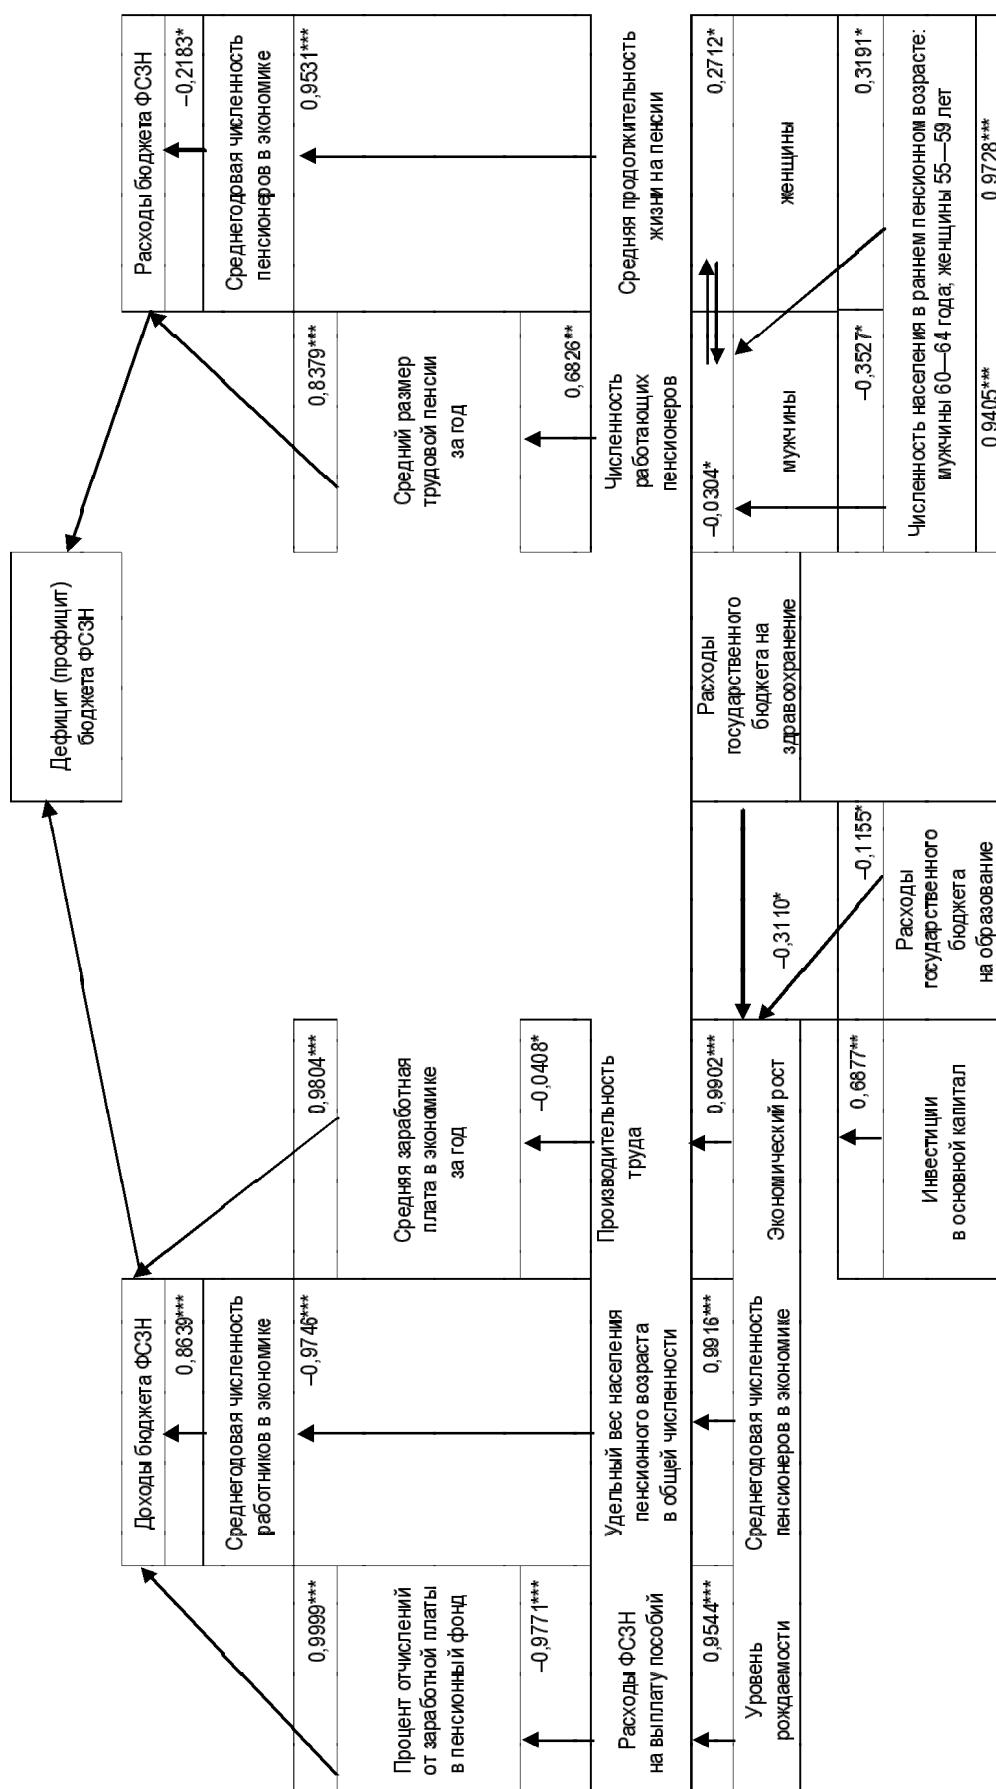 Дефицит (профицит)
бюджета ФСЗН
Доходы бюджета ФСЗН
0,8639***
Расходы бюджета ФСЗН
–0,2183*
Среднегодовая численность
работников в экономике
Среднегодовая численность
пенсионеров в экономике
0,9999***
–0,9746***
0,9804***
0,8379***
0,9531***
Процент отчислений
от заработной платы
в пенсионный фонд
Средняя заработная
плата в экономике
за год
Средний размер
трудовой пенсии
за год
–0,9771***
–0,0408*
0,6826**
Расходы ФСЗН
на выплату пособий
Удельный вес населения
пенсионного возраста
в общей численности
Производительность
труда
Численность
работающих
пенсионеров
Средняя продолжительность
жизни на пенсии
0,9544***
0,9916***
0,9902***
Расходы
государственного
бюджета на
здравоохранение
–0,0304*
0,2712*
Уровень
рождаемости
Среднегодовая численность
пенсионеров в экономике
Экономический рост
–0,3110*
мужчины
женщины
0,6877**
–0,1155*
–0,3527*
0,3191*
Инвестиции
в основной капитал
Расходы
государственного
бюджета
на образование
Численность населения в раннем пенсионном возрасте:
мужчины 60—64 года; женщины 55—59 лет
0,9405***
0,9728***